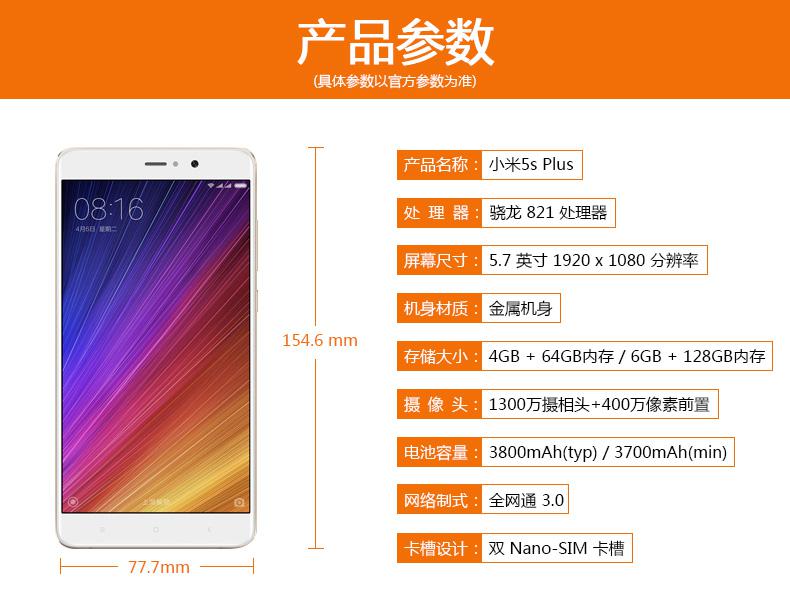 产品参数
(具体参数以官方参数为准)
08:16
4月6日 星期二
上滑解锁
154.6 mm
77.7mm
产品名称：小米5s Plus
处 理 器：骁龙 821 处理器
屏幕尺寸：5.7 英寸 1920 x 1080 分辨率
机身材质：金属机身
存储大小：4GB + 64GB内存 / 6GB + 128GB内存
摄 像 头：1300万摄相头+400万像素前置
电池容量：3800mAh(typ) / 3700mAh(min)
网络制式：全网通 3.0
卡槽设计：双 Nano-SIM 卡槽